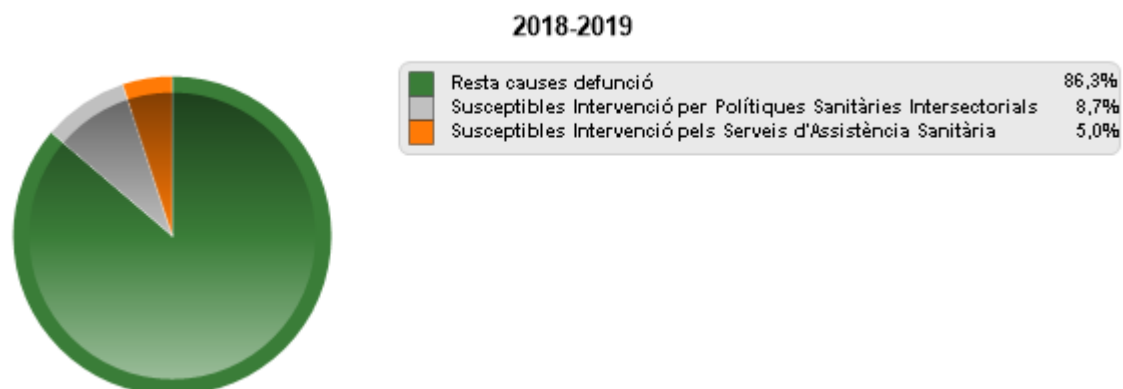 2018-2019
Resta causes defunció 86,3%
Susceptibles Intervenció per Polítiques Sanitàries Intersectorials 8,7%
Susceptibles Intervenció pels Serveis d'Assistència Sanitària 5,0%